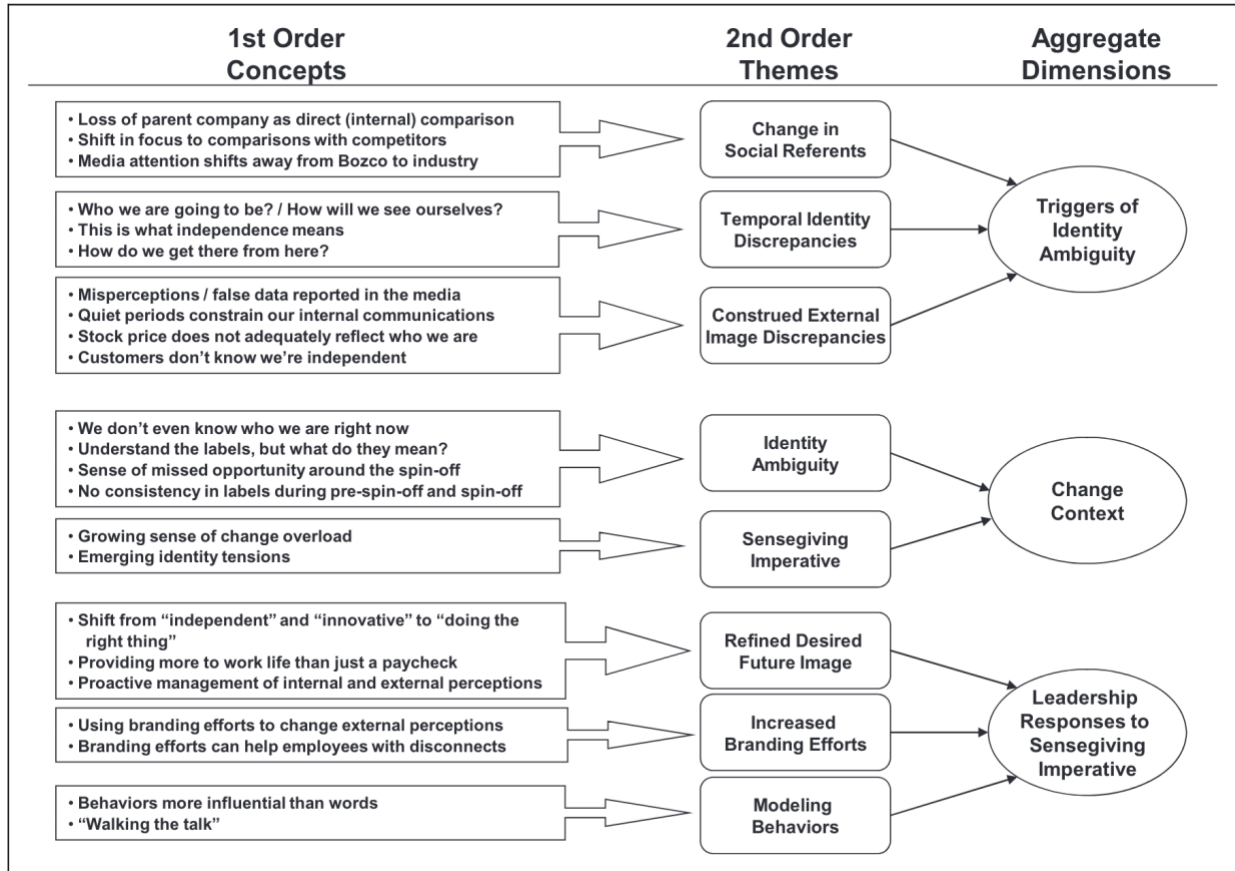 1st Order
Concepts
2nd Order
Themes
Aggregate
Dimensions
• Loss of parent company as direct (internal) comparison
• Shift in focus to comparisons with competitors
• Media attention shifts away from Bozco to industry
Change in
Social Referents
• Who we are going to be? / How will we see ourselves?
• This is what independence means
• How do we get there from here?
Temporal Identity
Discrepancies
• Misperceptions / false data reported in the media
• Quiet periods constrain our internal communications
• Stock price does not adequately reflect who we are
• Customers don’t know we’re independent
Construed External
Image Discrepancies
Triggers of
Identity
Ambiguity
• We don’t even know who we are right now
• Understand the labels, but what do they mean?
• Sense of missed opportunity around the spin-off
• No consistency in labels during pre-spin-off and spin-off
Identity
Ambiguity
• Growing sense of change overload
• Emerging identity tensions
Sensegiving
Imperative
Change
Context
• Shift from “independent” and “innovative” to “doing the
right thing”
• Providing more to work life than just a paycheck
• Proactive management of internal and external perceptions
Refined Desired
Future Image
• Using branding efforts to change external perceptions
• Branding efforts can help employees with disconnects
Increased
Branding Efforts
• Behaviors more influential than words
• “Walking the talk”
Modeling
Behaviors
Leadership
Responses to
Sensegiving
Imperative